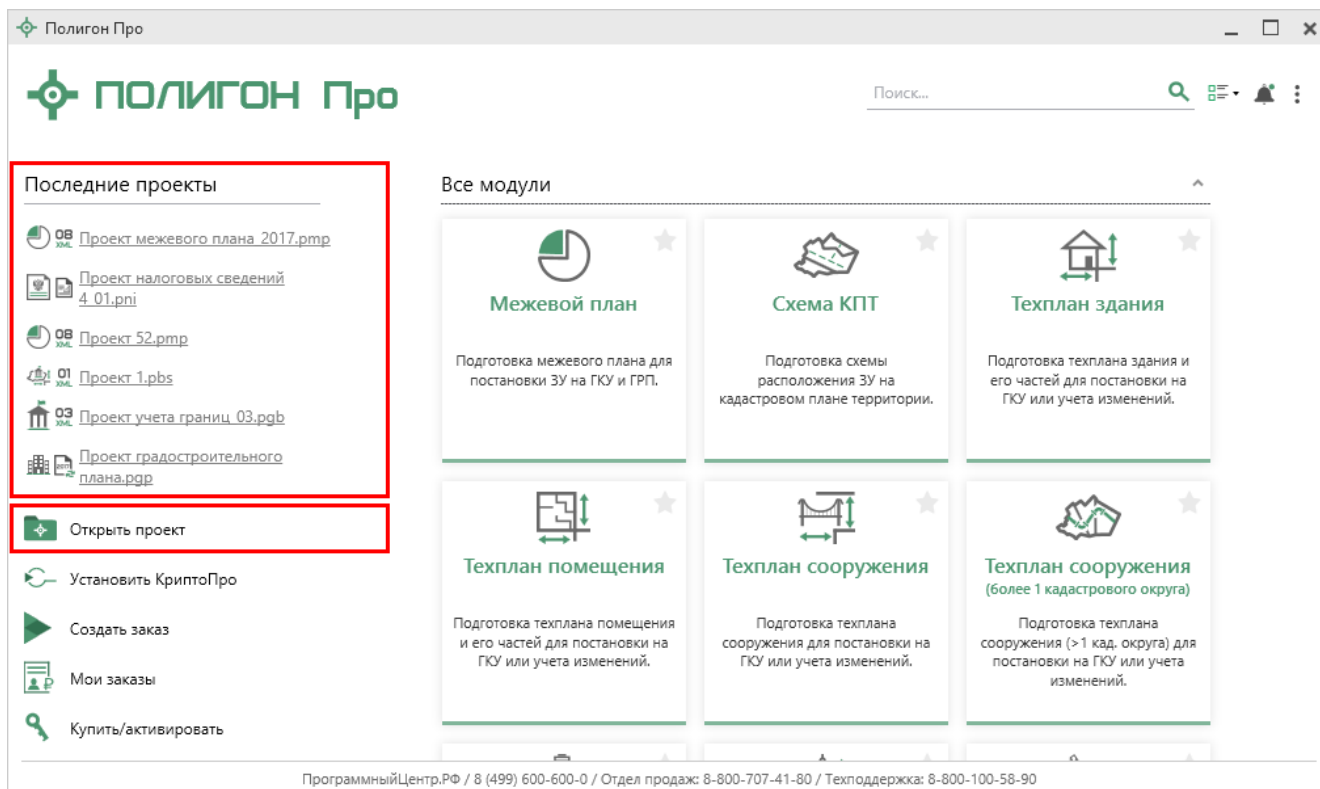 Полигон Про
ПОЛИГОН Про
Поиск...
Последние проекты
08 XML Проект межевого плана_2017.pmp
Проект налоговых сведений
4_01.pni
08 XML Проект 52.pmp
01 XML Проект 1.pbs
03 XML Проект учета границ_03.pgb
Проект градостроительного
плана.pgp
Открыть проект
Установить КриптоПро
Создать заказ
Мои заказы
Купить/активировать
Все модули
Межевой план
Подготовка межевого плана для
постановки ЗУ на ГКУ и ГРП.
Схема КПТ
Подготовка схемы
расположения ЗУ на
кадастровом плане территории.
Техплан здания
Подготовка техплана здания и
его частей для постановки на
ГКУ или учета изменений.
Техплан помещения
Подготовка техплана помещения
и его частей для постановки на
ГКУ или учета изменений.
Техплан сооружения
Подготовка техплана
сооружения для постановки на
ГКУ или учета изменений.
Техплан сооружения
(более 1 кадастрового округа)
Подготовка техплана
сооружения (>1 кад. округа) для
постановки на ГКУ или учета
изменений.
ПрограммныйЦентр.РФ / 8 (499) 600-600-0 / Отдел продаж: 8-800-707-41-80 / Техподдержка: 8-800-100-58-90